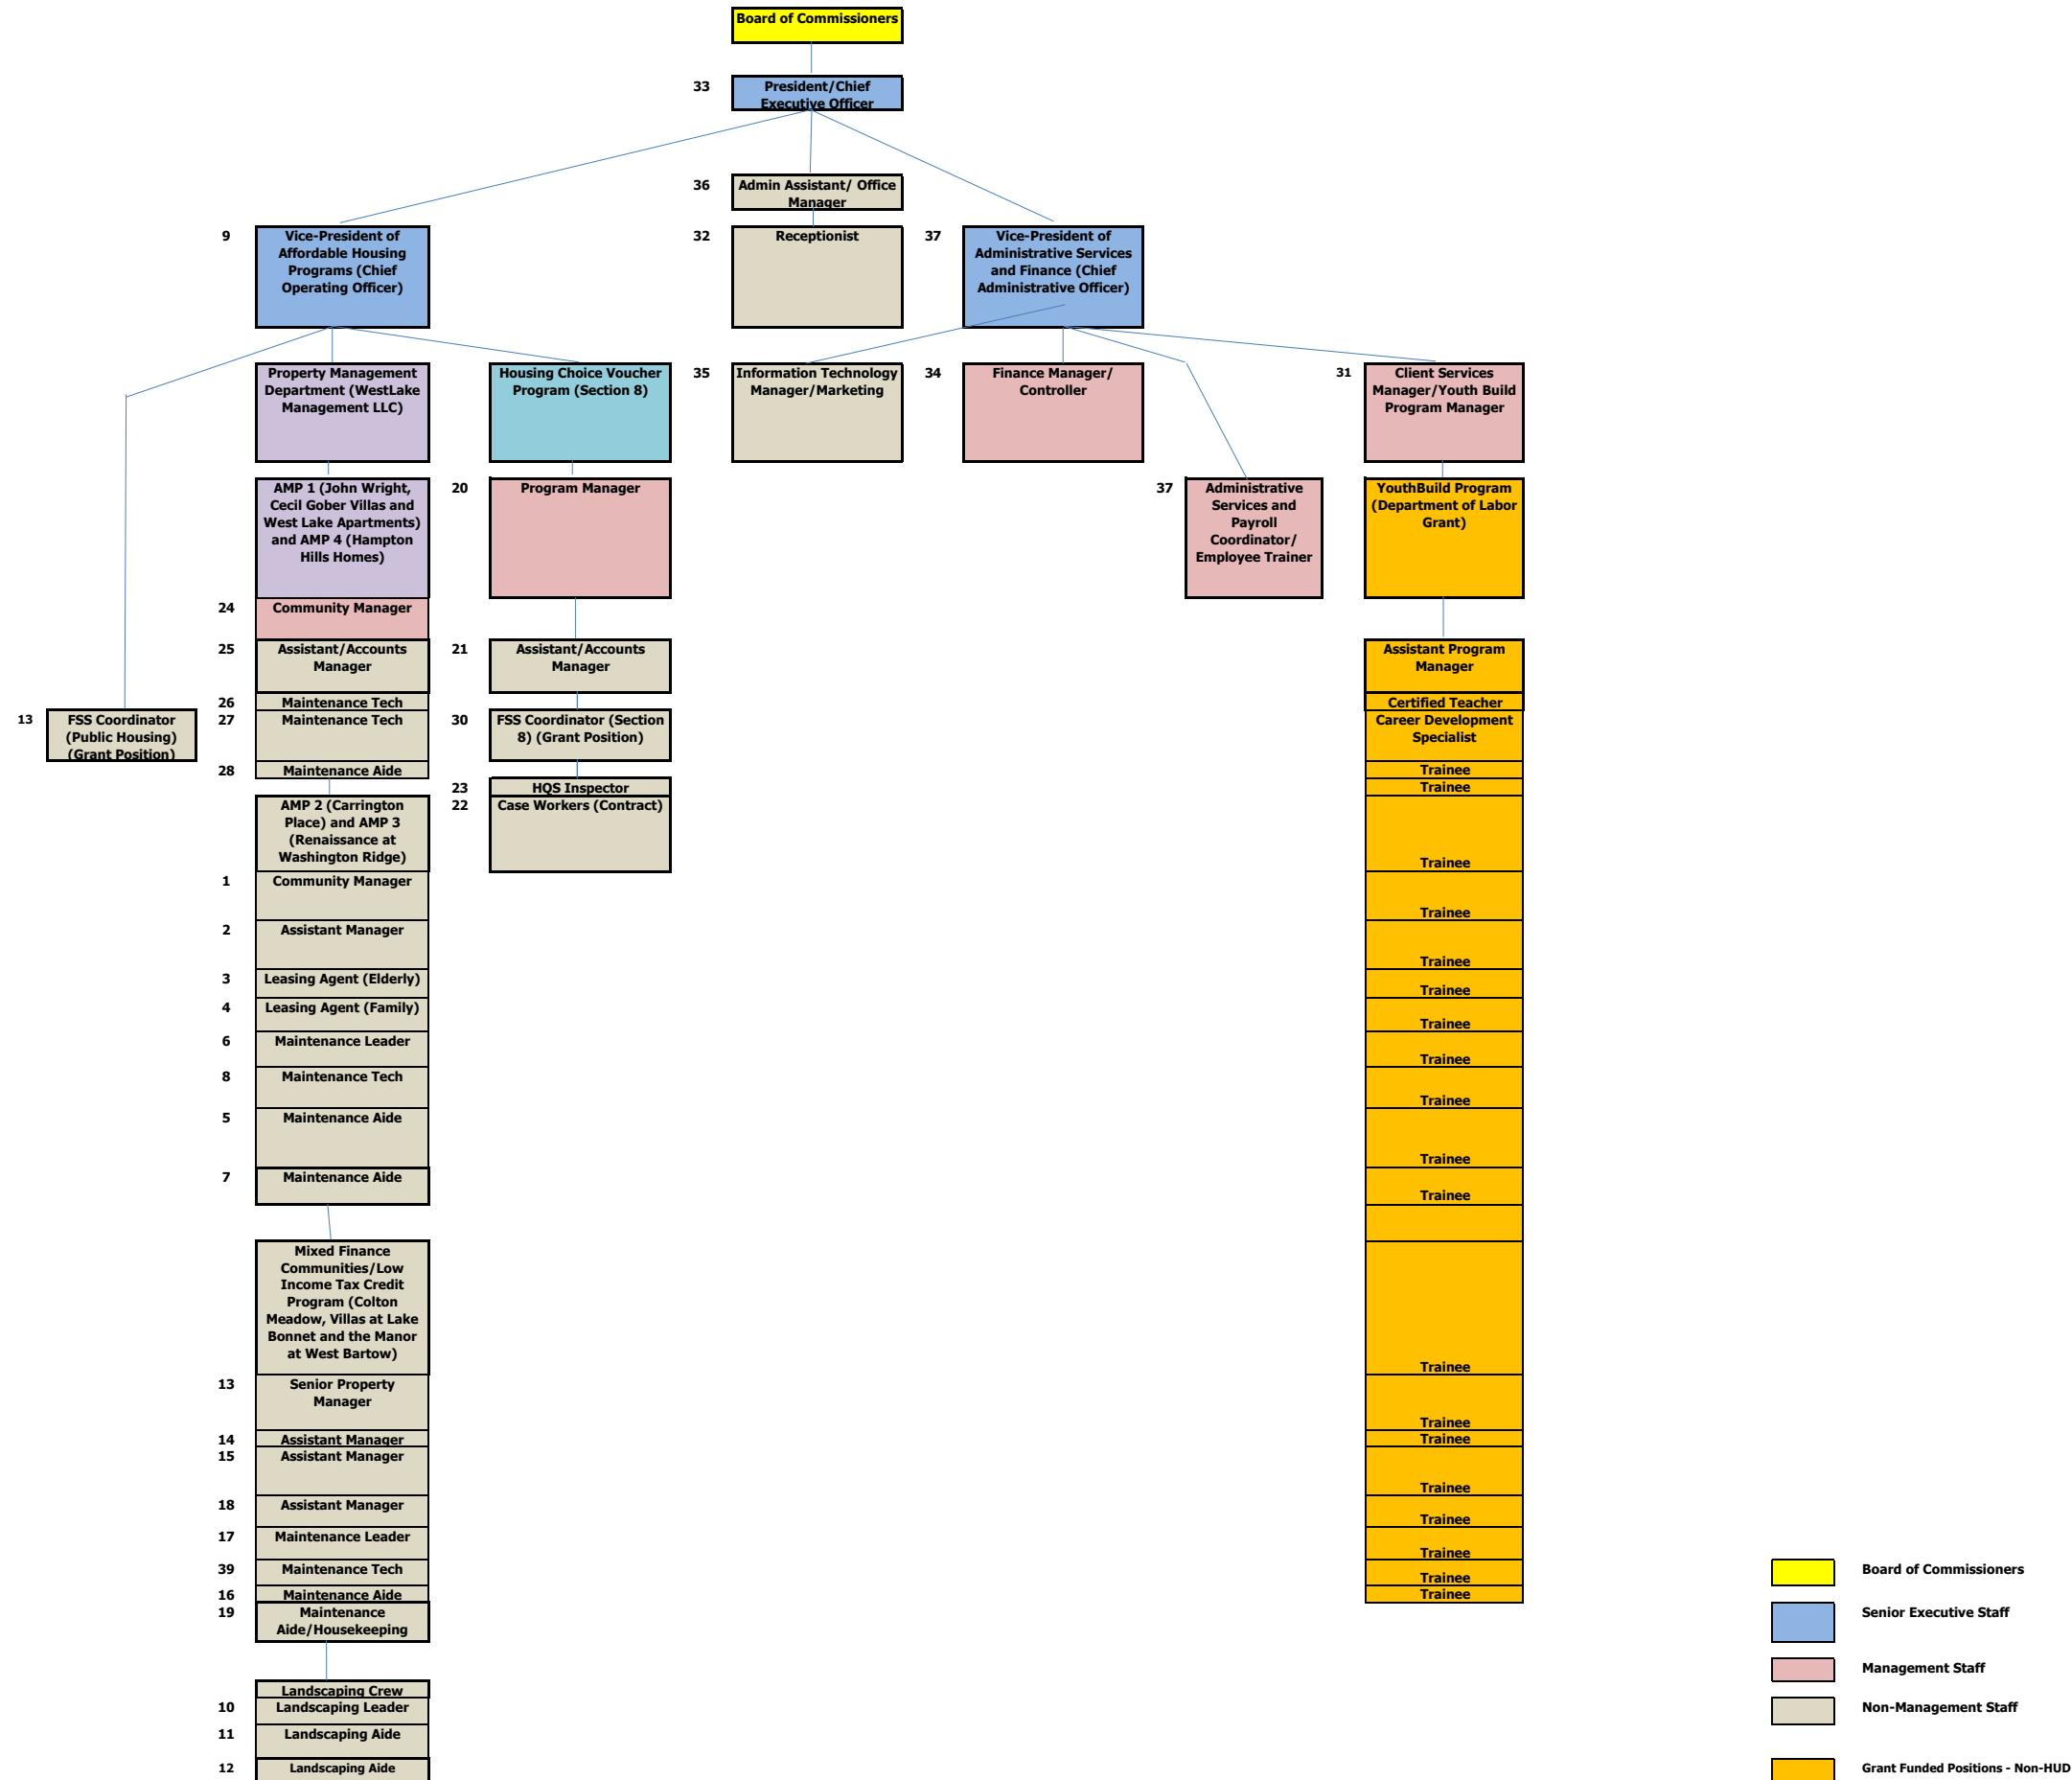 Board of Commissioners
33
President/Chief
Executive Officer
36
Admin Assistant/ Office
Manager
9
Vice-President of
Affordable Housing
Programs (Chief
Operating Officer)
32
Receptionist
37
Vice-President of
Administrative Services
and Finance (Chief
Administrative Officer)
Property Management
Department (WestLake
Management LLC)
Housing Choice Voucher
Program (Section 8)
35
Information Technology
Manager/Marketing
34
Finance Manager/
Controller
31
Client Services
Manager/Youth Build
Program Manager
AMP 1 (John Wright,
Cecil Gober Villas and
West Lake Apartments)
and AMP 4 (Hampton
Hills Homes)
20
Program Manager
37
Administrative
Services and
Payroll
Coordinator/
Employee Trainer
YouthBuild Program
(Department of Labor
Grant)
24
Community Manager
25
Assistant/Accounts
Manager
21
Assistant/Accounts
Manager
Assistant Program
Manager
26
Maintenance Tech
Certified Teacher
13
FSS Coordinator
(Public Housing)
(Grant Position)
27
Maintenance Tech
30
FSS Coordinator (Section
8) (Grant Position)
Career Development
Specialist
28
Maintenance Aide
Trainee
23
HQS Inspector
Trainee
AMP 2 (Carrington
Place) and AMP 3
(Renaissance at
Washington Ridge)
22
Case Workers (Contract)
Trainee
1
Community Manager
Trainee
2
Assistant Manager
Trainee
3
Leasing Agent (Elderly)
Trainee
4
Leasing Agent (Family)
Trainee
6
Maintenance Leader
Trainee
8
Maintenance Tech
Trainee
5
Maintenance Aide
Trainee
7
Maintenance Aide
Trainee
Mixed Finance
Communities/Low
Income Tax Credit
Program (Colton
Meadow, Villas at Lake
Bonnet and the Manor
at West Bartow)
Trainee
13
Senior Property
Manager
Trainee
14
Assistant Manager
Trainee
15
Assistant Manager
Trainee
18
Assistant Manager
Trainee
17
Maintenance Leader
Trainee
39
Maintenance Tech
Trainee
16
Maintenance Aide
Trainee
19
Maintenance
Aide/Housekeeping
Landscaping Crew
10
Landscaping Leader
11
Landscaping Aide
12
Landscaping Aide
Board of Commissioners
Senior Executive Staff
Management Staff
Non-Management Staff
Grant Funded Positions - Non-HUD